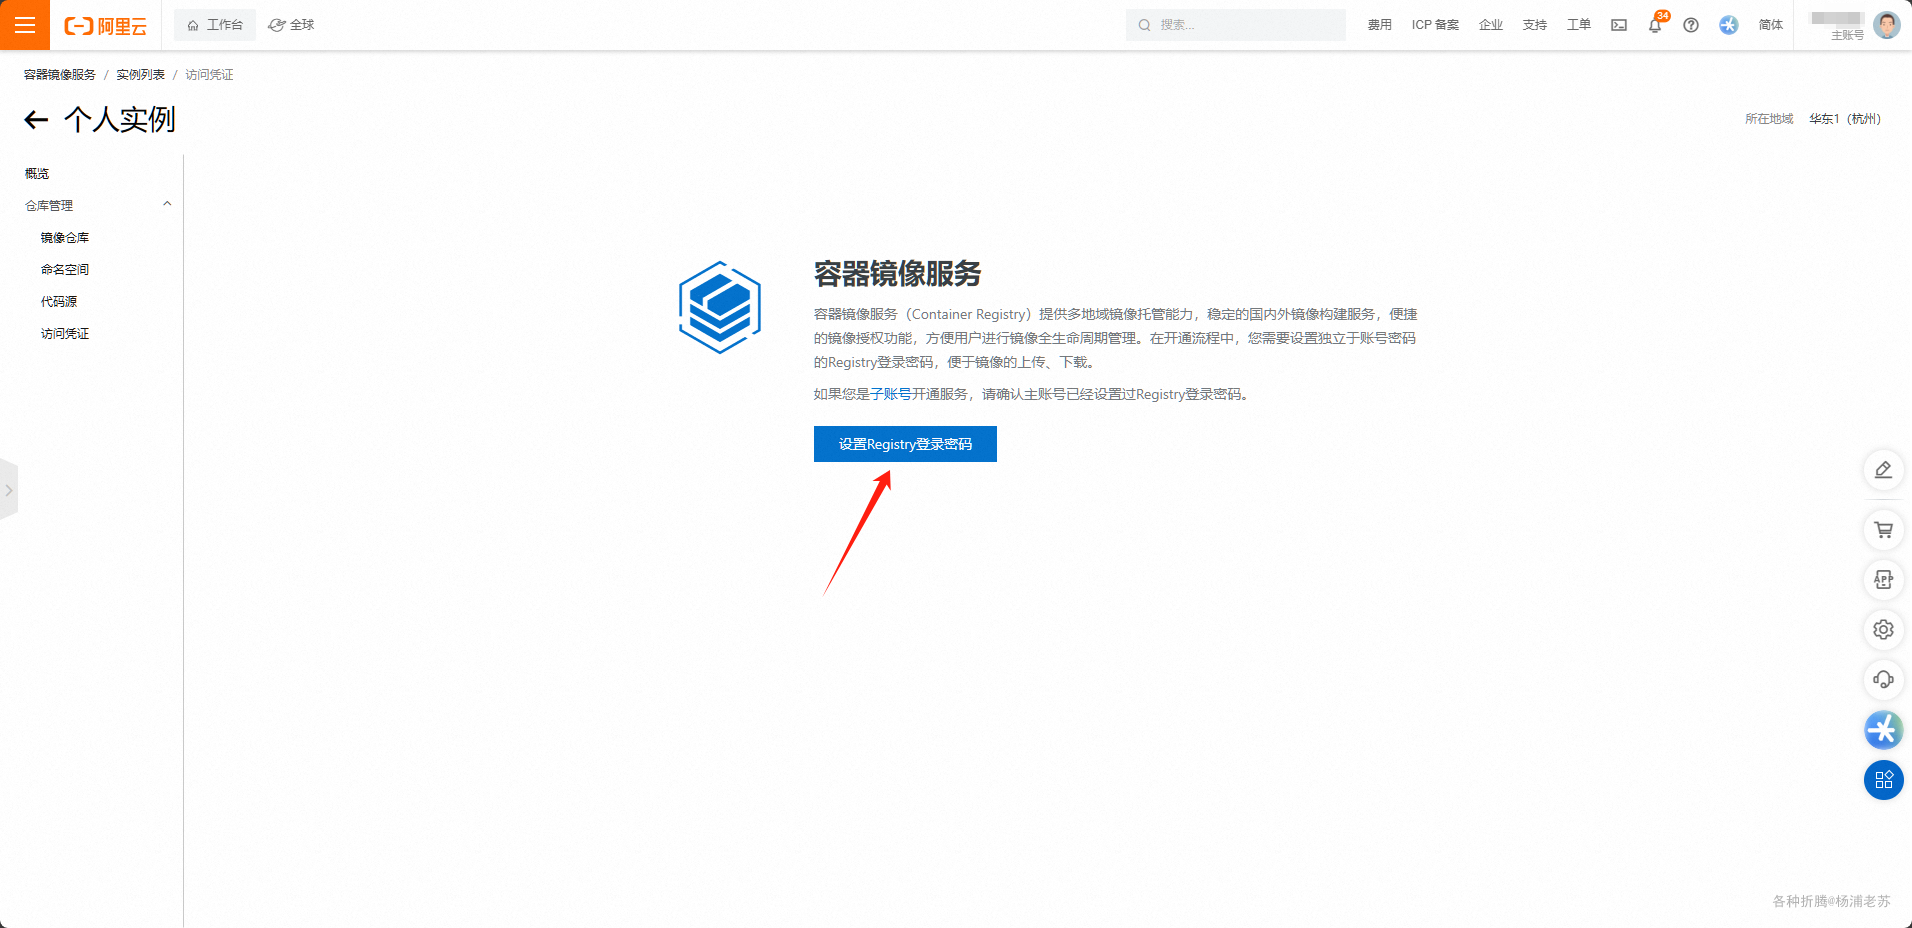 阿里云 工作台 全球 搜索... 费用 ICP 备案 企业 支持 工单 34 简体 主账号
容器镜像服务 / 实例列表 / 访问凭证
个人实例 所在地域 华东1（杭州）
概览
仓库管理
镜像仓库
命名空间
代码源
访问凭证
容器镜像服务
容器镜像服务（Container Registry）提供多地域镜像托管能力，稳定的国内外镜像构建服务，便捷
的镜像授权功能，方便用户进行镜像全生命周期管理。在开通流程中，您需要设置独立于账号密码
的Registry登录密码，便于镜像的上传、下载。
如果您是子账号开通服务，请确认主账号已经设置过Registry登录密码。
设置Registry登录密码
APP
各种折腾@杨浦老苏